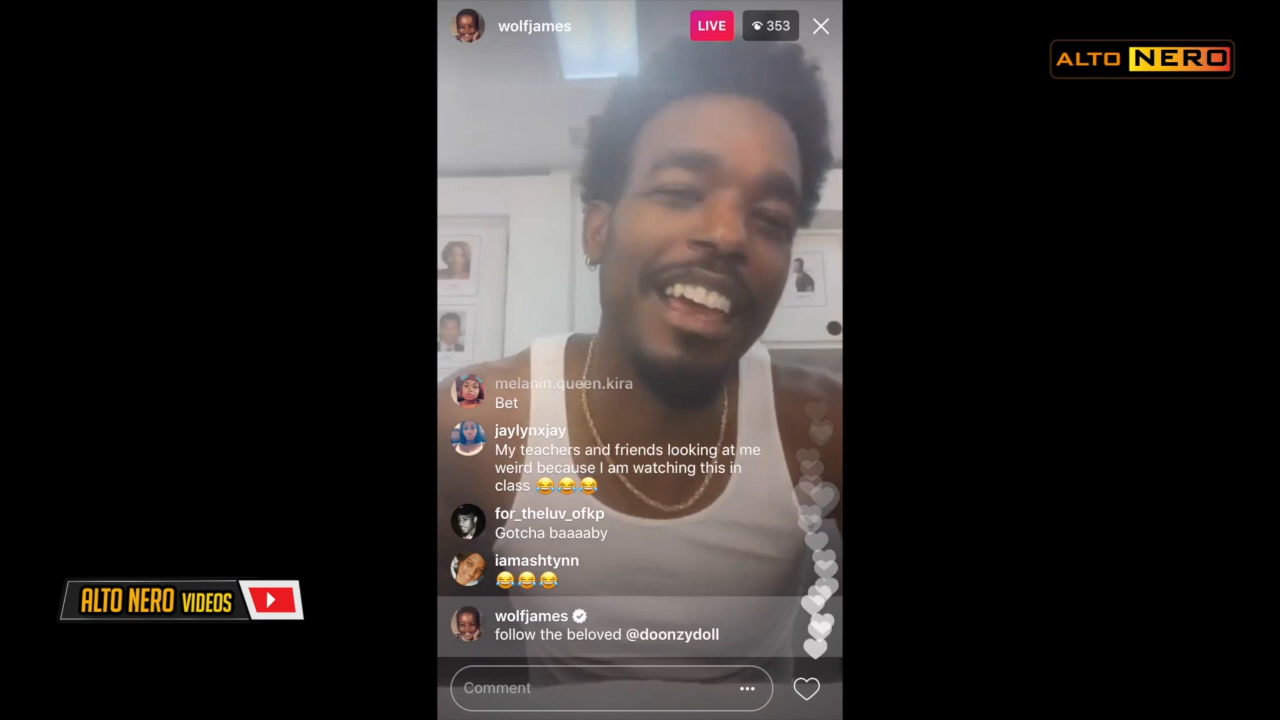 wolfjames
LIVE
353
ALTO NERO
melanin.queen.kira
Bet
jaylynxjay
My teachers and friends looking at me
weird because I am watching this in
class 😂😂😂
for_theluv_ofkp
Gotcha baaaaby
iamashtynn
😂😂😂
ALTO NERO VIDEOS
wolfjames
follow the beloved @doonzydoll
Comment